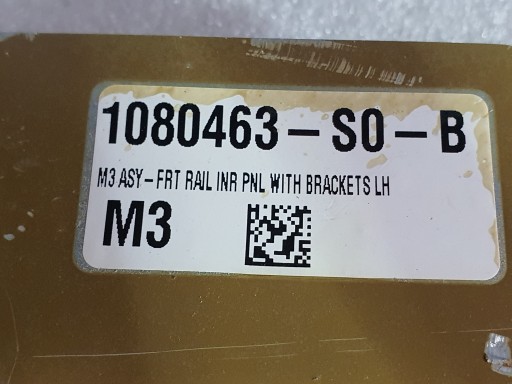 1080463-S0-B
M3 ASY-FRT RAIL INR PNL WITH BRACKETS LH
M3